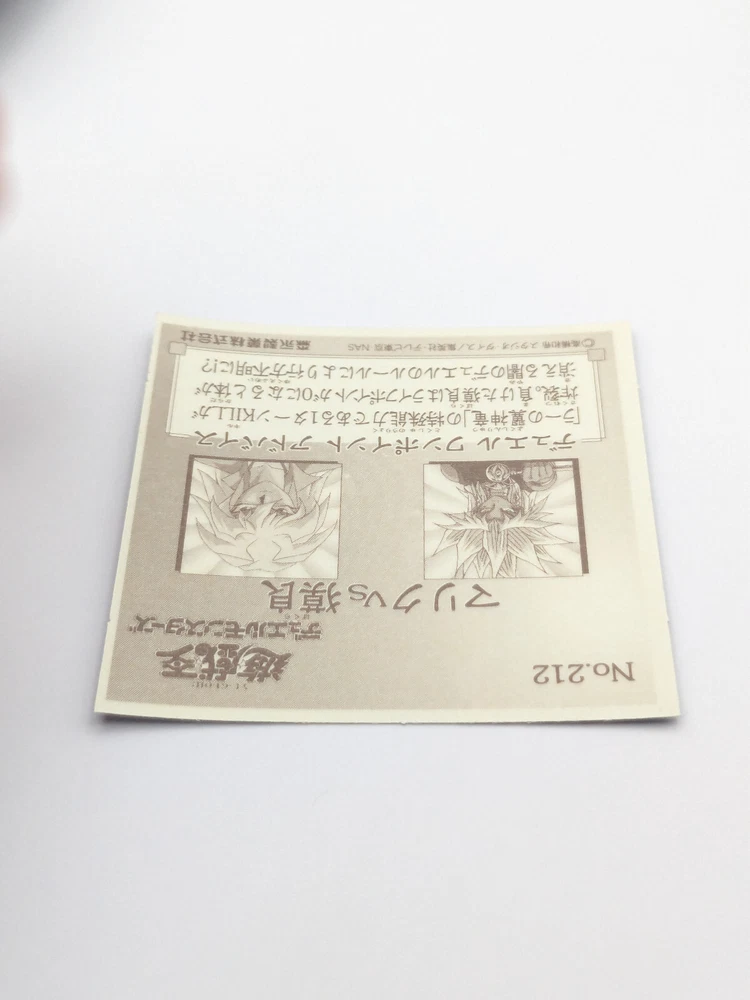 No.212
遊戯王
デュエルモンスターズ
マリクvs獏良
デュエル ワンポイント アドバイス
「ラーの翼神竜」の特殊能力である1ターンKILLが
炸裂。負けた獏良はライフポイントが0になると体が
消える闇のデュエルのルールにより行方不明に!?
©高橋和希 スタジオ・ダイス/集英社・テレビ東京・NAS
森永製菓株式会社